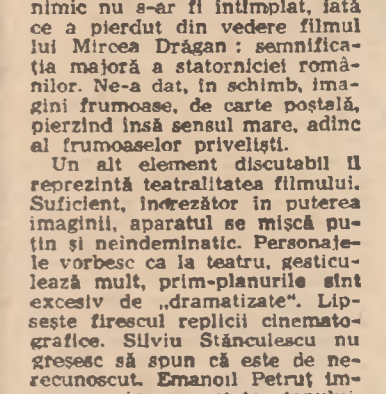 nimic nu s-ar fi întîmplat, iată
ce a pierdut din vedere filmul
lui Mircea Drăgan : semnifica-
ția majoră a statorniciei româ-
nilor. Ne-a dat, în schimb, ima-
gini frumoase, de carte poștală,
pierzînd însă sensul mare, adînc
al frumoaselor priveliști.
Un alt element discutabil îl
reprezintă teatralitatea filmului.
Suficient, încrezător în puterea
imaginii, aparatul se mișcă pu-
țin și neîndeminatic. Personaje-
le vorbesc ca la teatru, gesticu-
lează mult, prim-planurile sînt
excesiv de „dramatizate“. Lip-
sește firescul replicii cinemato-
grafice. Silviu Stănculescu nu
greșesc să spun că este de ne-
recunoscut. Emanoil Petruț îm-